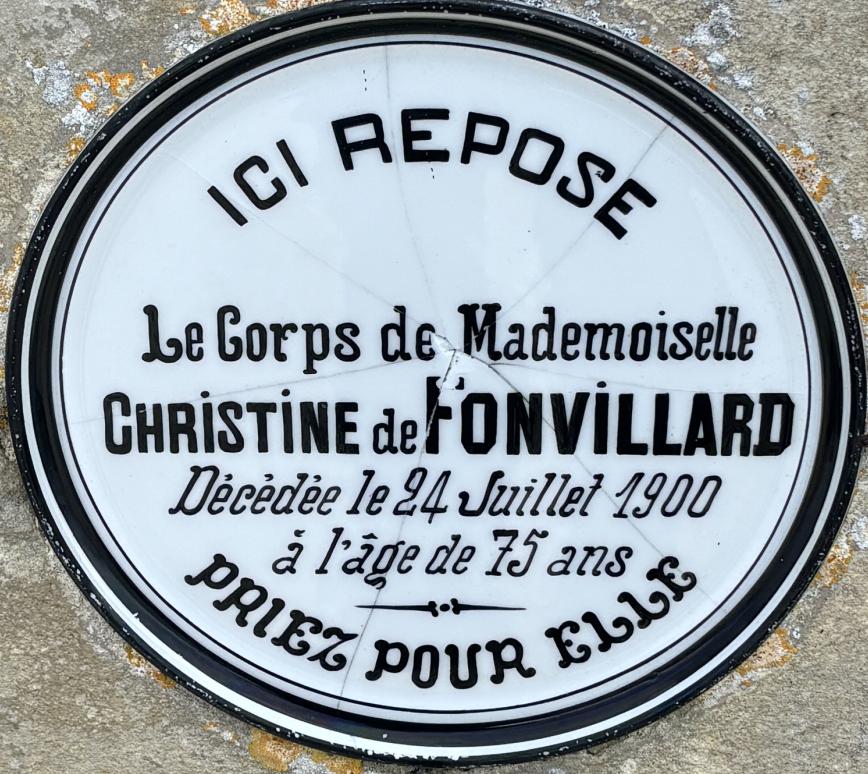 ICI REPOSE
Le Corps de Mademoiselle
CHRiSTiNE de FONViLLARD
Décédée le 24 Juillet 1900
à l'âge de 75 ans
PRIEZ POUR ELLE